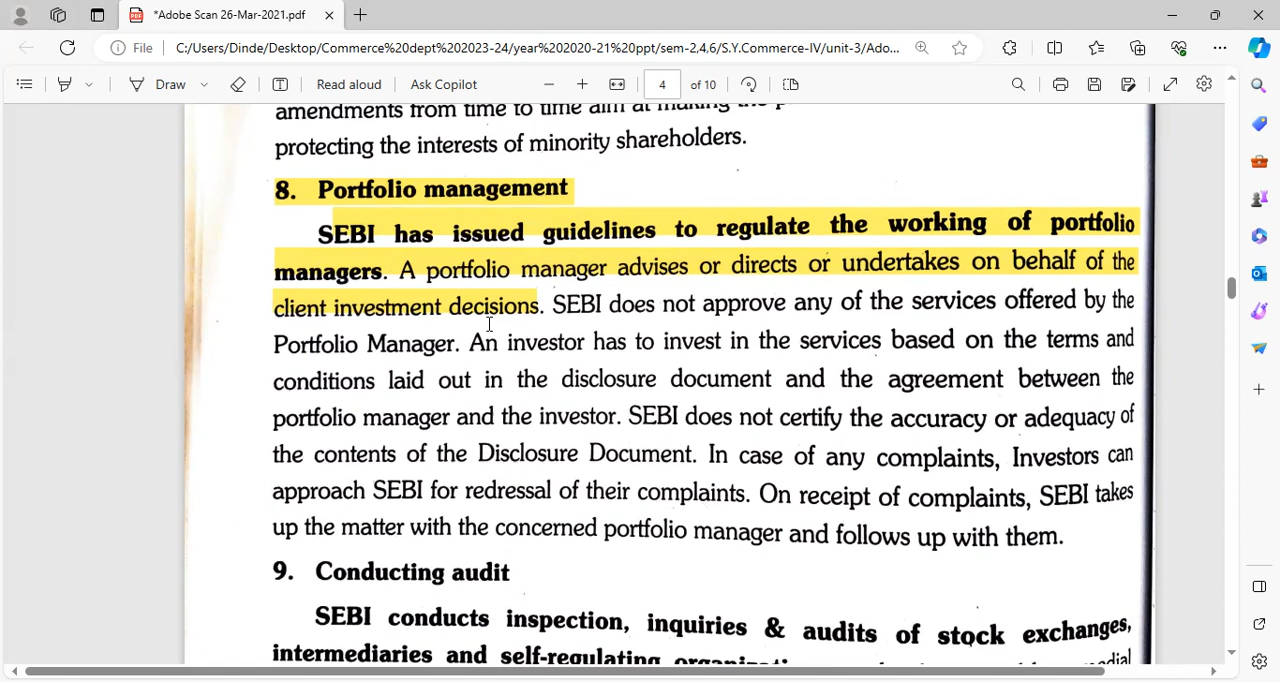 *Adobe Scan 26-Mar-2021.pdf
File C:/Users/Dinde/Desktop/Commerce%20dept%202023-24/year%202020-21%20ppt/sem-2,4,6/S.Y.Commerce-IV/unit-3/Ado...
Draw Read aloud Ask Copilot 4 of 10
amendments from time to time aim at making the p
protecting the interests of minority shareholders.
8. Portfolio management
SEBI has issued guidelines to regulate the working of portfolio
managers. A portfolio manager advises or directs or undertakes on behalf of the
client investment decisions. SEBI does not approve any of the services offered by the
Portfolio Manager. An investor has to invest in the services based on the terms and
conditions laid out in the disclosure document and the agreement between the
portfolio manager and the investor. SEBI does not certify the accuracy or adequacy of
the contents of the Disclosure Document. In case of any complaints, Investors can
approach SEBI for redressal of their complaints. On receipt of complaints, SEBI takes
up the matter with the concerned portfolio manager and follows up with them.
9. Conducting audit
SEBI conducts inspection, inquiries & audits of stock exchanges,
intermediaries and self-regulating